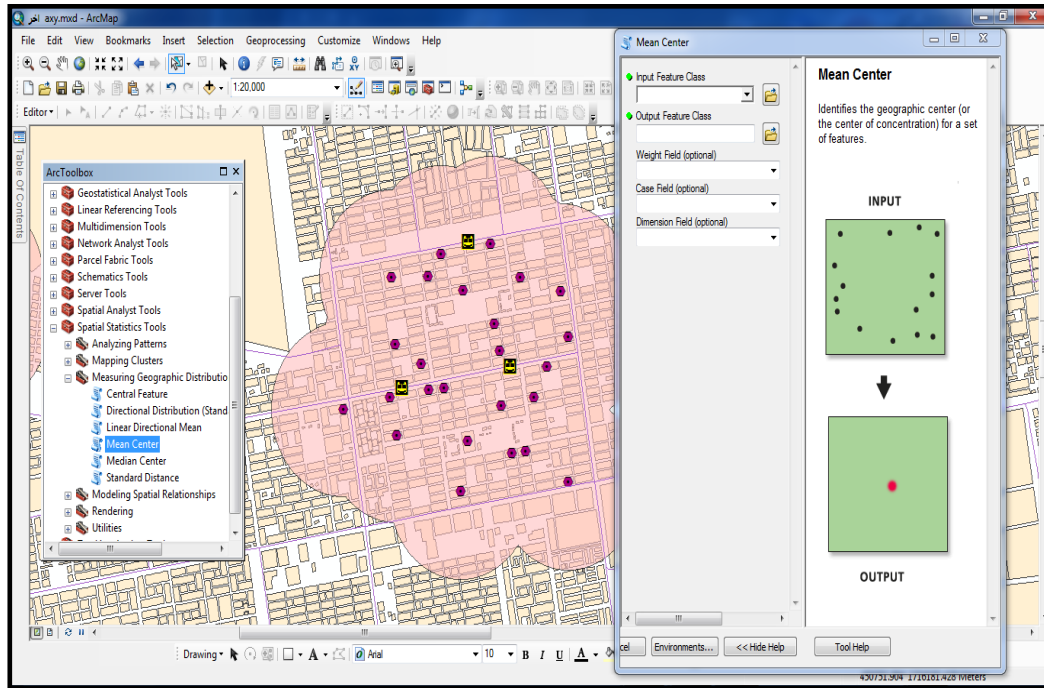 اخر axy.mxd - ArcMap
File Edit View Bookmarks Insert Selection Geoprocessing Customize Windows Help
1:20,000
Editor
Table Of Contents
ArcToolbox
Geostatistical Analyst Tools
Linear Referencing Tools
Multidimension Tools
Network Analyst Tools
Parcel Fabric Tools
Schematics Tools
Server Tools
Spatial Analyst Tools
Spatial Statistics Tools
Analyzing Patterns
Mapping Clusters
Measuring Geographic Distributio
Central Feature
Directional Distribution (Stand
Linear Directional Mean
Mean Center
Median Center
Standard Distance
Modeling Spatial Relationships
Rendering
Utilities
Mean Center
Input Feature Class
Output Feature Class
Weight Field (optional)
Case Field (optional)
Dimension Field (optional)
Mean Center
Identifies the geographic center (or
the center of concentration) for a set
of features.
INPUT
OUTPUT
cel Environments... << Hide Help Tool Help
Drawing A Arial 10 B I U A
450751.904 1716181.428 Meters